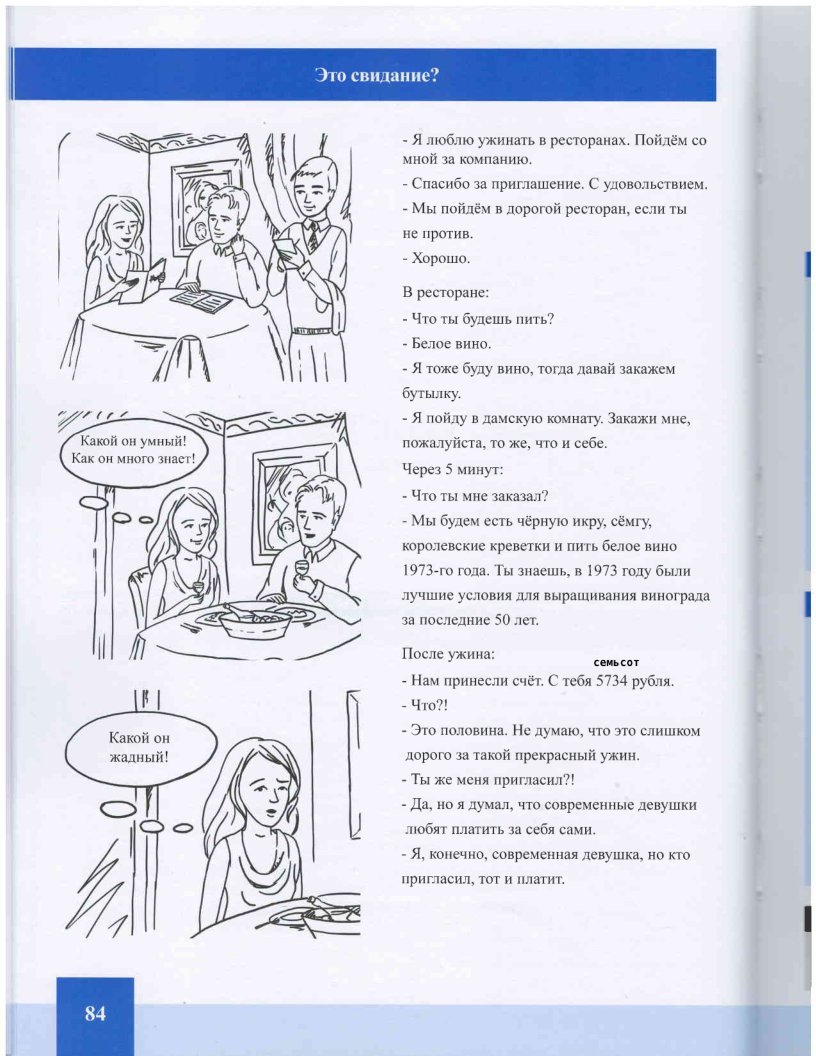 Это свидание?
- Я люблю ужинать в ресторанах. Пойдём со
мной за компанию.
- Спасибо за приглашение. С удовольствием.
- Мы пойдём в дорогой ресторан, если ты
не против.
- Хорошо.
В ресторане:
- Что ты будешь пить?
- Белое вино.
- Я тоже буду вино, тогда давай закажем
бутылку.
- Я пойду в дамскую комнату. Закажи мне,
пожалуйста, то же, что и себе.
Через 5 минут:
- Что ты мне заказал?
- Мы будем есть чёрную икру, сёмгу,
королевские креветки и пить белое вино
1973-го года. Ты знаешь, в 1973 году были
лучшие условия для выращивания винограда
за последние 50 лет.
После ужина:
семьсот
- Нам принесли счёт. С тебя 5734 рубля.
- Что?!
- Это половина. Не думаю, что это слишком
дорого за такой прекрасный ужин.
- Ты же меня пригласил?!
- Да, но я думал, что современные девушки
любят платить за себя сами.
- Я, конечно, современная девушка, но кто
пригласил, тот и платит.
Какой он умный!
Как он много знает!
Какой он
жадный!
84